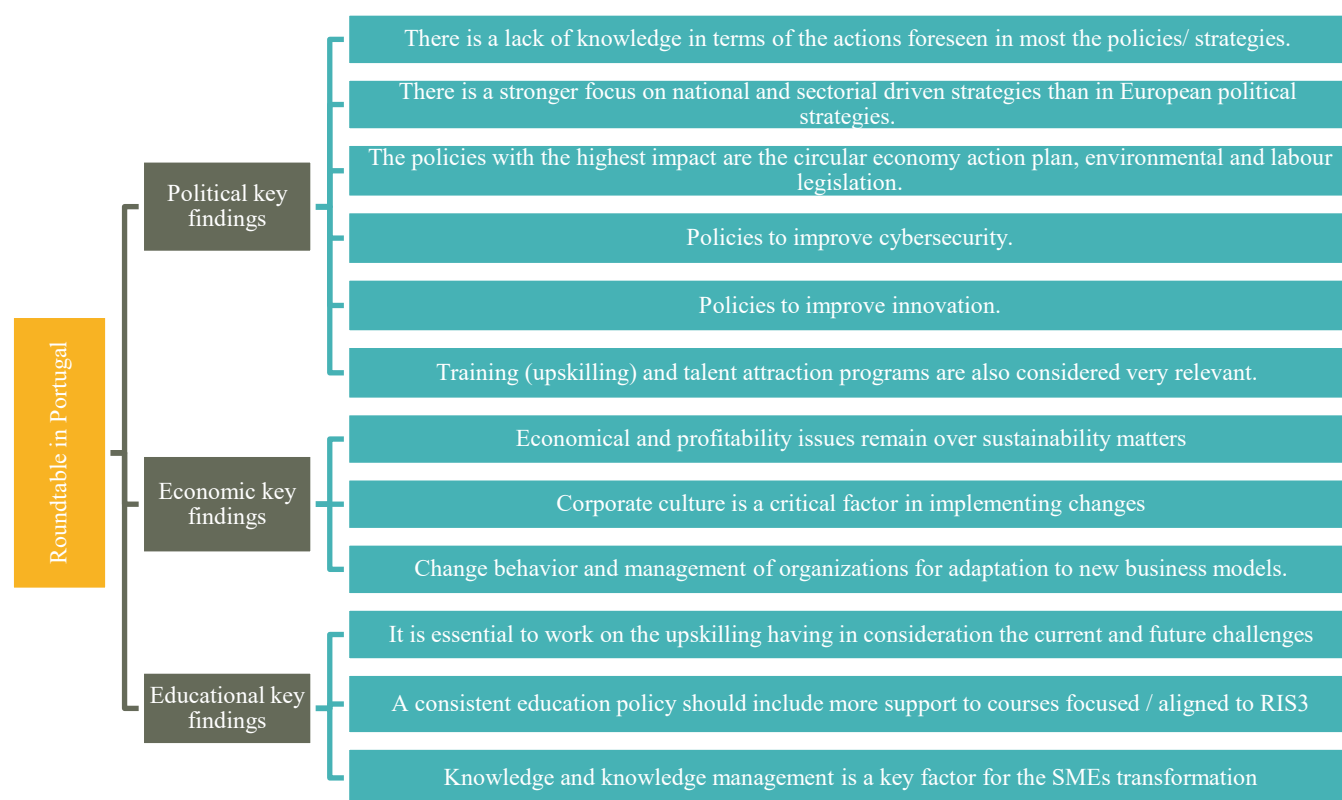 Roundtable in Portugal
Political key
findings
There is a lack of knowledge in terms of the actions foreseen in most the policies/ strategies.
There is a stronger focus on national and sectorial driven strategies than in European political
strategies.
The policies with the highest impact are the circular economy action plan, environmental and labour
legislation.
Policies to improve cybersecurity.
Policies to improve innovation.
Training (upskilling) and talent attraction programs are also considered very relevant.
Economic key
findings
Economical and profitability issues remain over sustainability matters
Corporate culture is a critical factor in implementing changes
Change behavior and management of organizations for adaptation to new business models.
Educational key
findings
It is essential to work on the upskilling having in consideration the current and future challenges
A consistent education policy should include more support to courses focused / aligned to RIS3
Knowledge and knowledge management is a key factor for the SMEs transformation